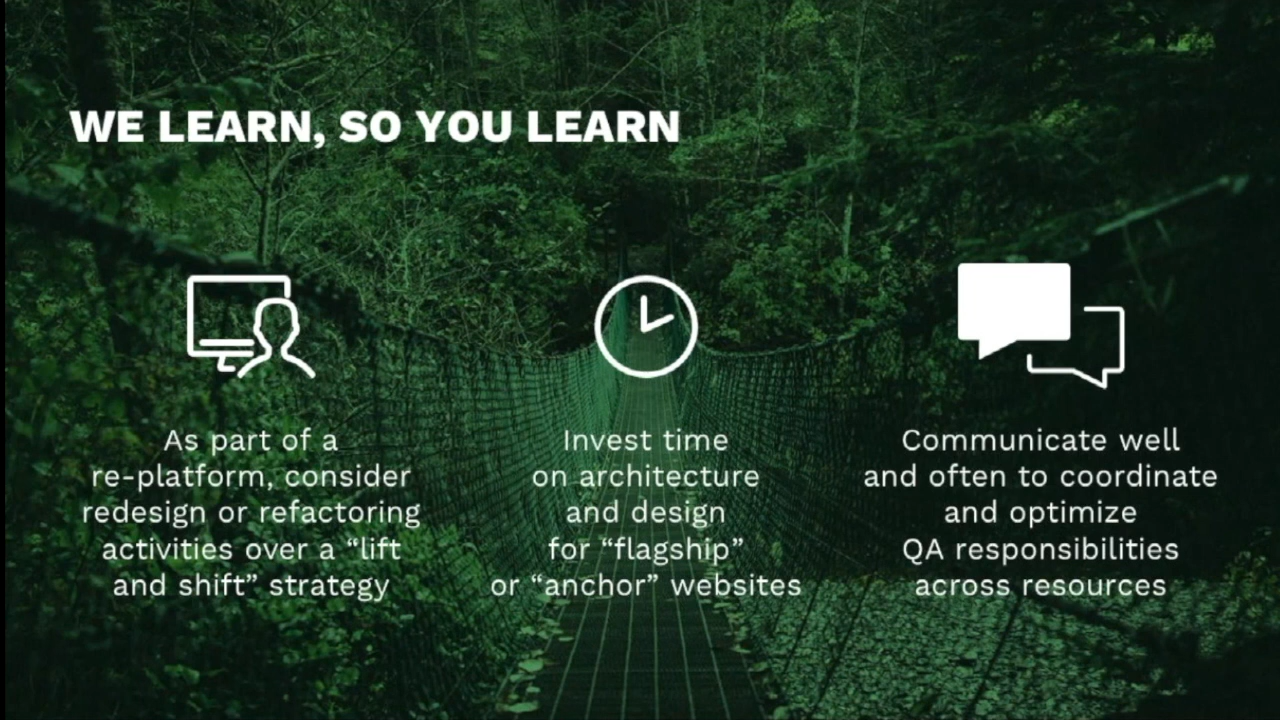 WE LEARN, SO YOU LEARN
As part of a
re-platform, consider
redesign or refactoring
activities over a “lift
and shift” strategy
Invest time
on architecture
and design
for “flagship”
or “anchor” websites
Communicate well
and often to coordinate
and optimize
QA responsibilities
across resources